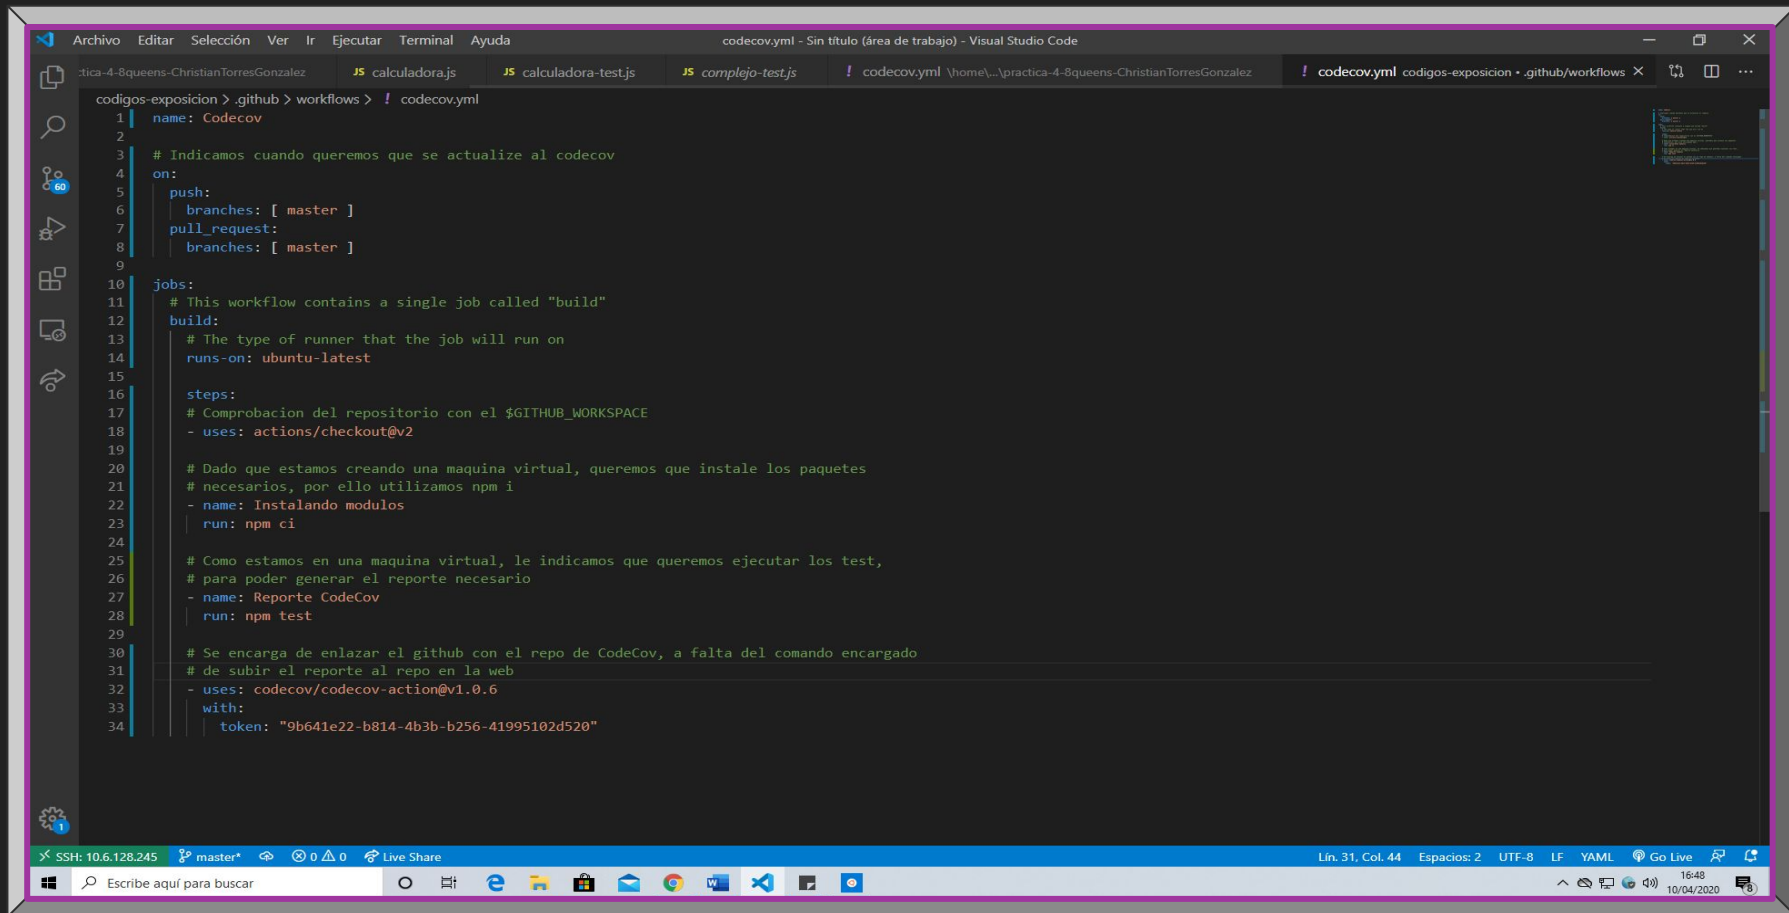 Archivo Editar Selección Ver Ir Ejecutar Terminal Ayuda codecov.yml - Sin título (área de trabajo) - Visual Studio Code
ctica-4-8queens-ChristianTorresGonzalez JS calculadora.js JS calculadora-test.js JS complejo-test.js ! codecov.yml \home\...\practica-4-8queens-ChristianTorresGonzalez ! codecov.yml codigos-exposicion • .github/workflows
codigos-exposicion > .github > workflows > ! codecov.yml
1 name: Codecov
2
3 # Indicamos cuando queremos que se actualize al codecov
4 on:
5 push:
6 branches: [ master ]
7 pull_request:
8 branches: [ master ]
9
10 jobs:
11 # This workflow contains a single job called "build"
12 build:
13 # The type of runner that the job will run on
14 runs-on: ubuntu-latest
15
16 steps:
17 # Comprobacion del repositorio con el $GITHUB_WORKSPACE
18 - uses: actions/checkout@v2
19
20 # Dado que estamos creando una maquina virtual, queremos que instale los paquetes
21 # necesarios, por ello utilizamos npm i
22 - name: Instalando modulos
23 run: npm ci
24
25 # Como estamos en una maquina virtual, le indicamos que queremos ejecutar los test,
26 # para poder generar el reporte necesario
27 - name: Reporte CodeCov
28 run: npm test
29
30 # Se encarga de enlazar el github con el repo de CodeCov, a falta del comando encargado
31 # de subir el reporte al repo en la web
32 - uses: codecov/codecov-action@v1.0.6
33 with:
34 token: "9b641e22-b814-4b3b-b256-41995102d520"
60
1
SSH: 10.6.128.245 master* 0 0 Live Share Lín. 31, Col. 44 Espacios: 2 UTF-8 LF YAML Go Live
Escribe aquí para buscar 16:48
10/04/2020 8